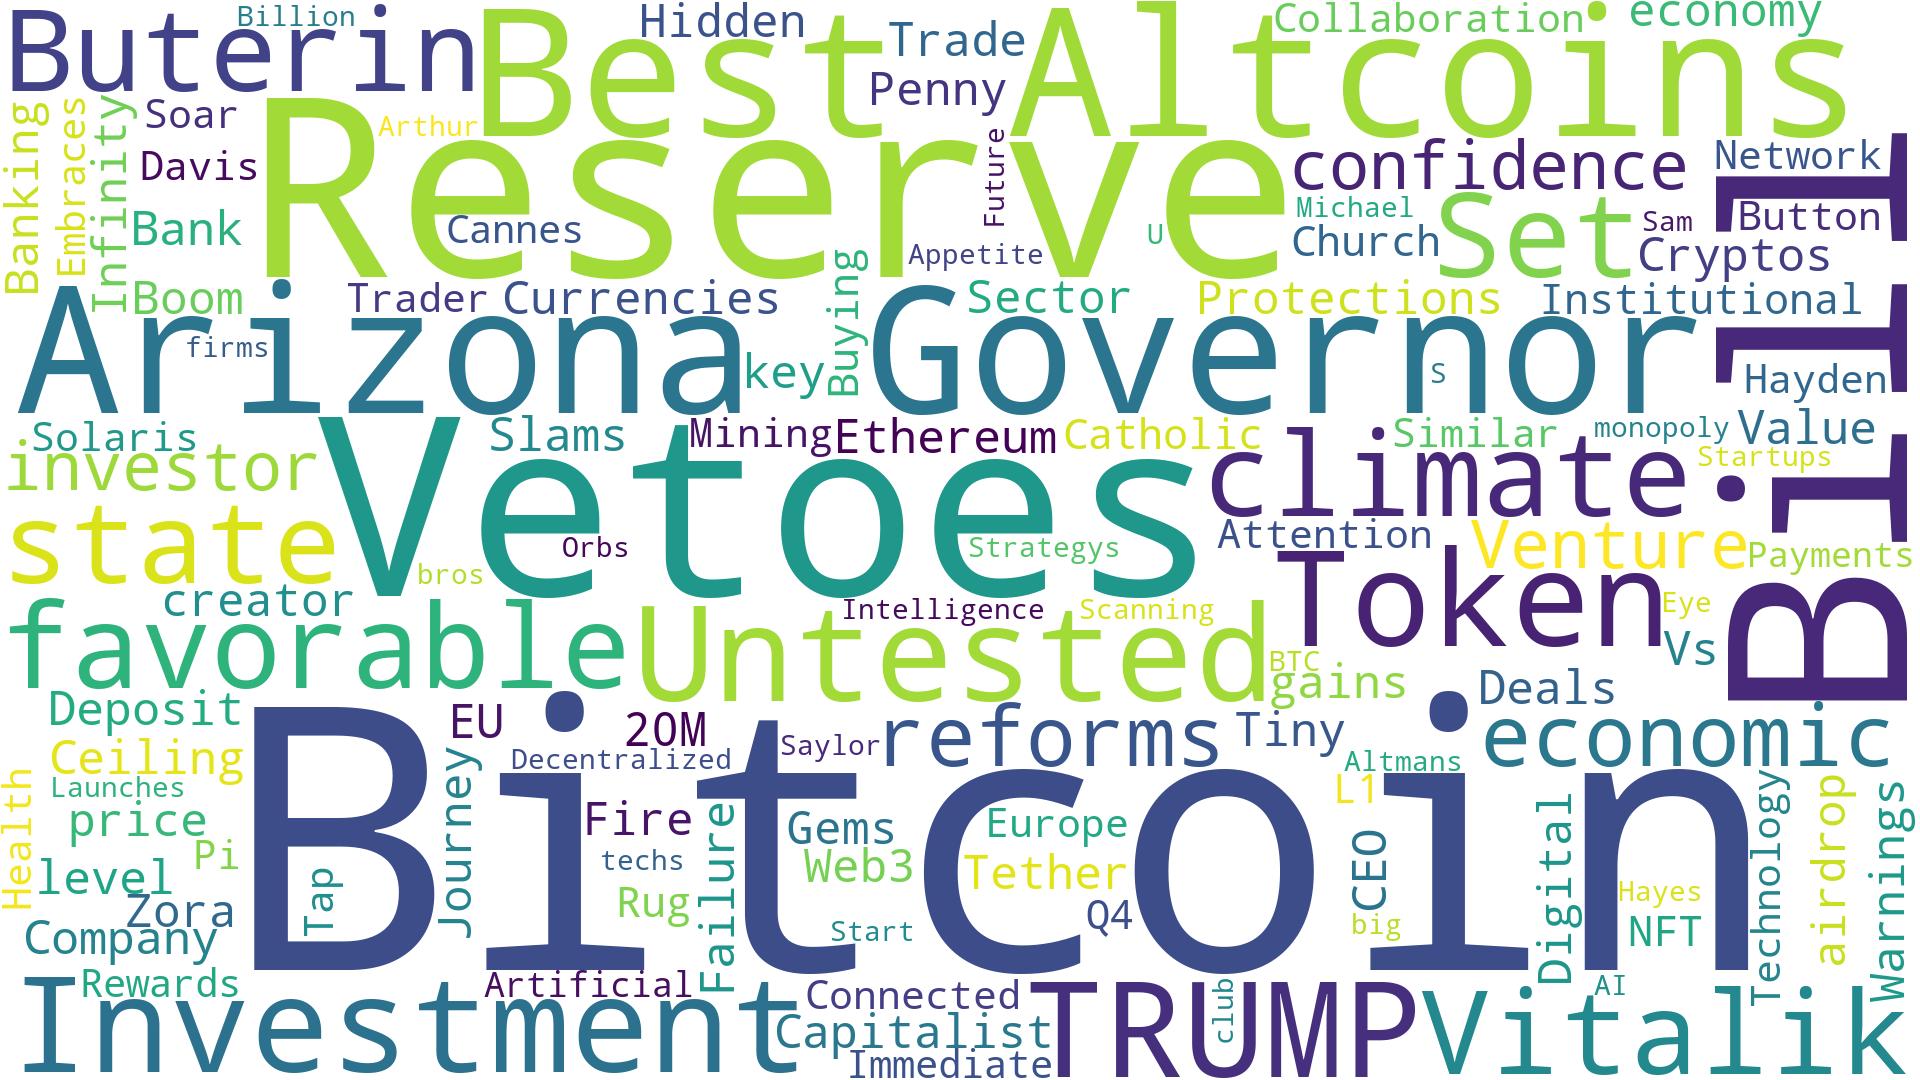 Buterin
Billion
Best
Hidden
Trade
Penny
Altcoins
Collaboration
economy
Banking
Embraces
Infinity
Soar
Arthur
Davis
Bank
Boom
Reserve
Cannes
Future
Appetite
U
confidence
Michael
Church
Set
Network
Button
Sam
Cryptos
Bill
Trader
Currencies
Buying
Sector
Protections
Institutional
Arizona
firms
key
Governor
S
Hayden
Solaris
investor
Vetoes
Slams
Mining
Ethereum
Catholic
Similar
monopoly
Value
Startups
climate
state
Orbs
bros
Strategys
Attention
Venture
Payments
creator
favorable
Intelligence
Scanning
Untested
Token
Eye
Vs
BTC
gains
Deals
Deposit
EU
20M
Decentralized
Saylor
reforms
Tiny
Altmans
economic
Ceiling
Launches
Health
price
Pi
level
Zora
Company
Bitcoin
Tap
Journey
Fire
techs
Rug
Failure
Gems
Web3
Start
Europe
Tether
Q4
L1
CEO
big
Digital
Hayes
NFT
Technology
airdrop
Warnings
Rewards
Investment
Artificial
Connected
Capitalist
Immediate
TRUMP
club
Vitalik
AI